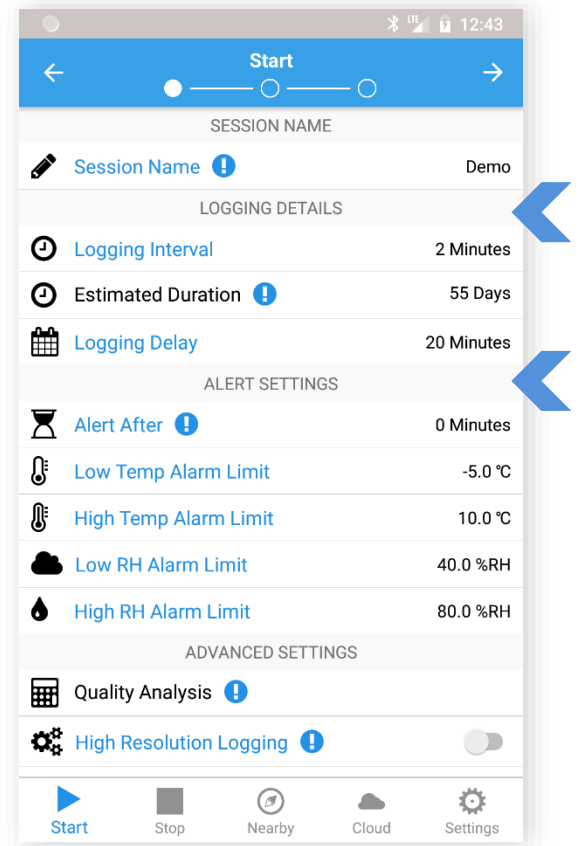 LTE 12:43
Start
SESSION NAME
Session Name Demo
LOGGING DETAILS
Logging Interval 2 Minutes
Estimated Duration 55 Days
Logging Delay 20 Minutes
ALERT SETTINGS
Alert After 0 Minutes
Low Temp Alarm Limit -5.0 °C
High Temp Alarm Limit 10.0 °C
Low RH Alarm Limit 40.0 %RH
High RH Alarm Limit 80.0 %RH
ADVANCED SETTINGS
Quality Analysis
High Resolution Logging
Start Stop Nearby Cloud Settings